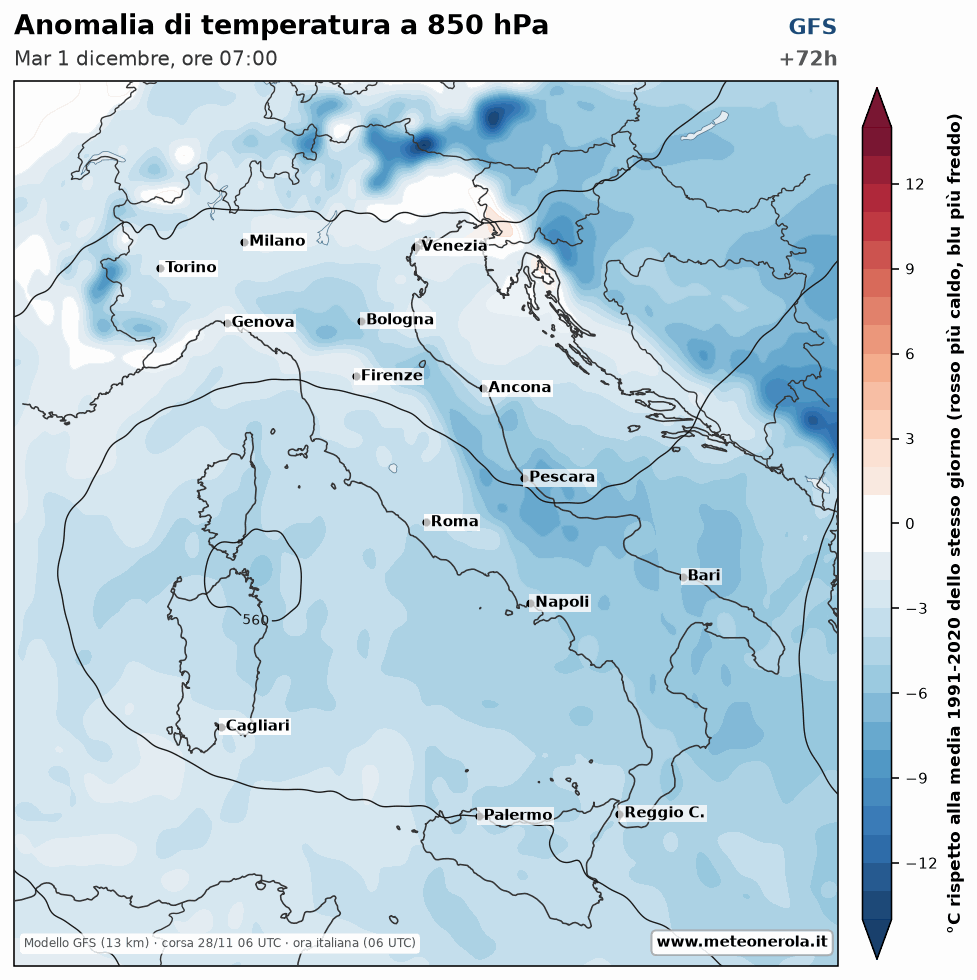 Anomalia di temperatura a 850 hPa
GFS
Mar 1 dicembre, ore 07:00
+72h
Milano
Venezia
Torino
Genova
Bologna
Firenze
Ancona
Pescara
Roma
Bari
Napoli
560
Cagliari
Palermo
Reggio C.
12
9
6
3
0
−3
−6
−9
−12
°C rispetto alla media 1991-2020 dello stesso giorno (rosso più caldo, blu più freddo)
Modello GFS (13 km) · corsa 28/11 06 UTC · ora italiana (06 UTC)
www.meteonerola.it